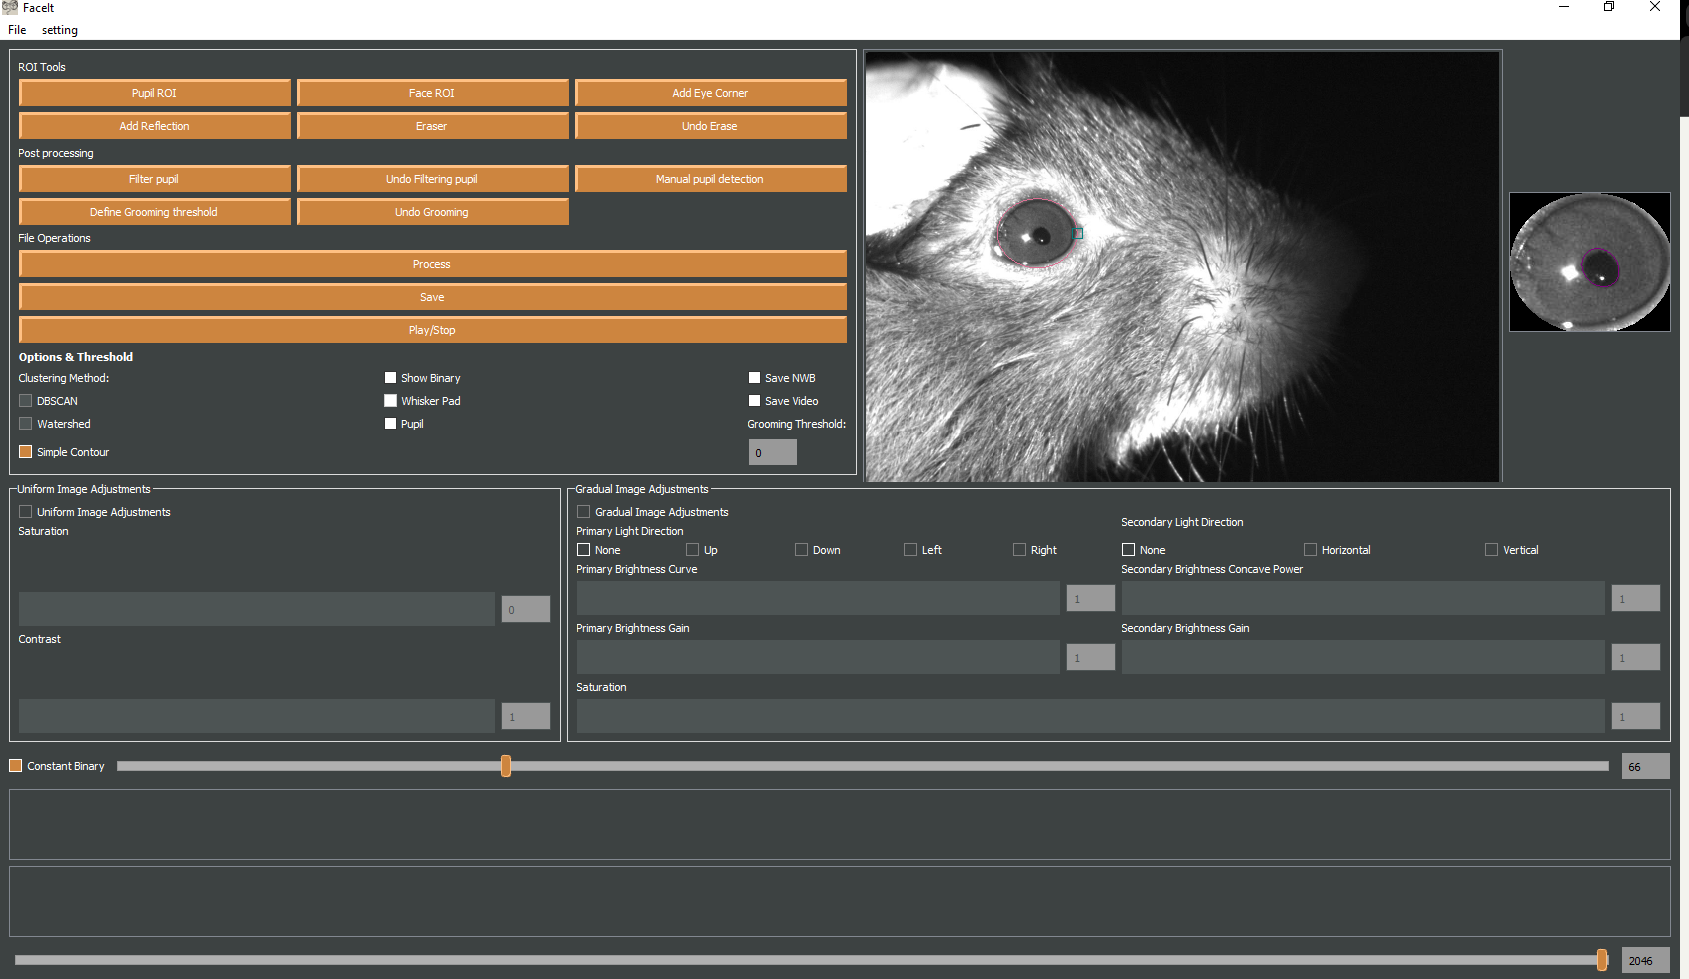 FaceIt
File setting
ROI Tools
Pupil ROI Face ROI Add Eye Corner
Add Reflection Eraser Undo Erase
Post processing
Filter pupil Undo Filtering pupil Manual pupil detection
Define Grooming threshold Undo Grooming
File Operations
Process
Save
Play/Stop
Options & Threshold
Clustering Method: Show Binary Save NWB
DBSCAN Whisker Pad Save Video
Watershed Pupil Grooming Threshold:
Simple Contour 0
Uniform Image Adjustments
Uniform Image Adjustments
Saturation
0
Contrast
1
Gradual Image Adjustments
Gradual Image Adjustments
Primary Light Direction Secondary Light Direction
None Up Down Left Right None Horizontal Vertical
Primary Brightness Curve Secondary Brightness Concave Power
1 1
Primary Brightness Gain Secondary Brightness Gain
1 1
Saturation
1
Constant Binary 66
2046